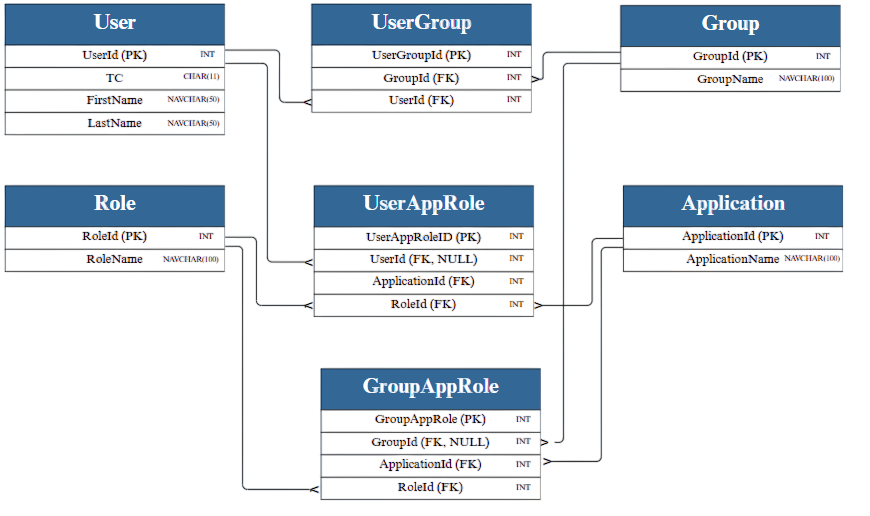 User
UserId (PK) INT
TC CHAR(11)
FirstName NAVCHAR(50)
LastName NAVCHAR(50)
UserGroup
UserGroupId (PK) INT
GroupId (FK) INT
UserId (FK) INT
Group
GroupId (PK) INT
GroupName NAVCHAR(100)
Role
RoleId (PK) INT
RoleName NAVCHAR(100)
UserAppRole
UserAppRoleID (PK) INT
UserId (FK, NULL) INT
ApplicationId (FK) INT
RoleId (FK) INT
Application
ApplicationId (PK) INT
ApplicationName NAVCHAR(100)
GroupAppRole
GroupAppRole (PK) INT
GroupId (FK, NULL) INT
ApplicationId (FK) INT
RoleId (FK) INT